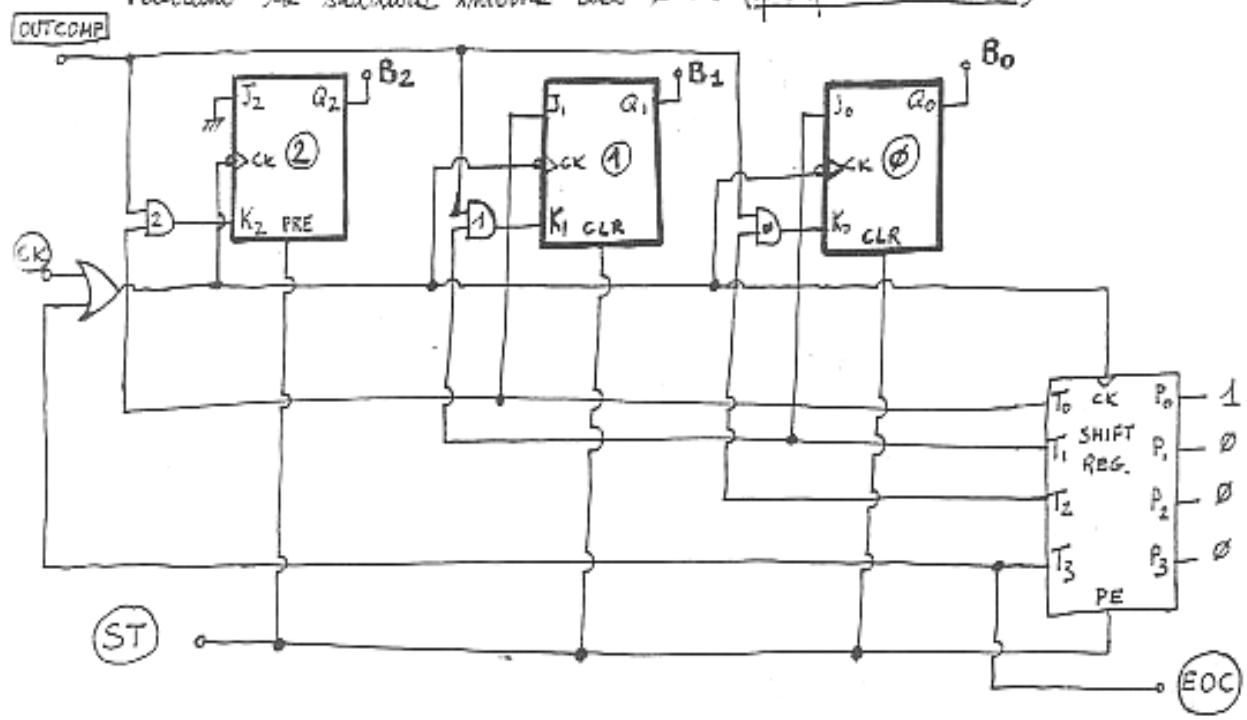 OUTCOMP
B2 B1 B0
J2 Q2 J1 Q1 J0 Q0
CK 2 CK 1 CK Ø
2 K2 PRE 1 K1 CLR Ø K0 CLR
CK
T0 CK P0 1
T1 SHIFT P1 Ø
REG.
T2 P2 Ø
T3 P3 Ø
PE
ST
EOC